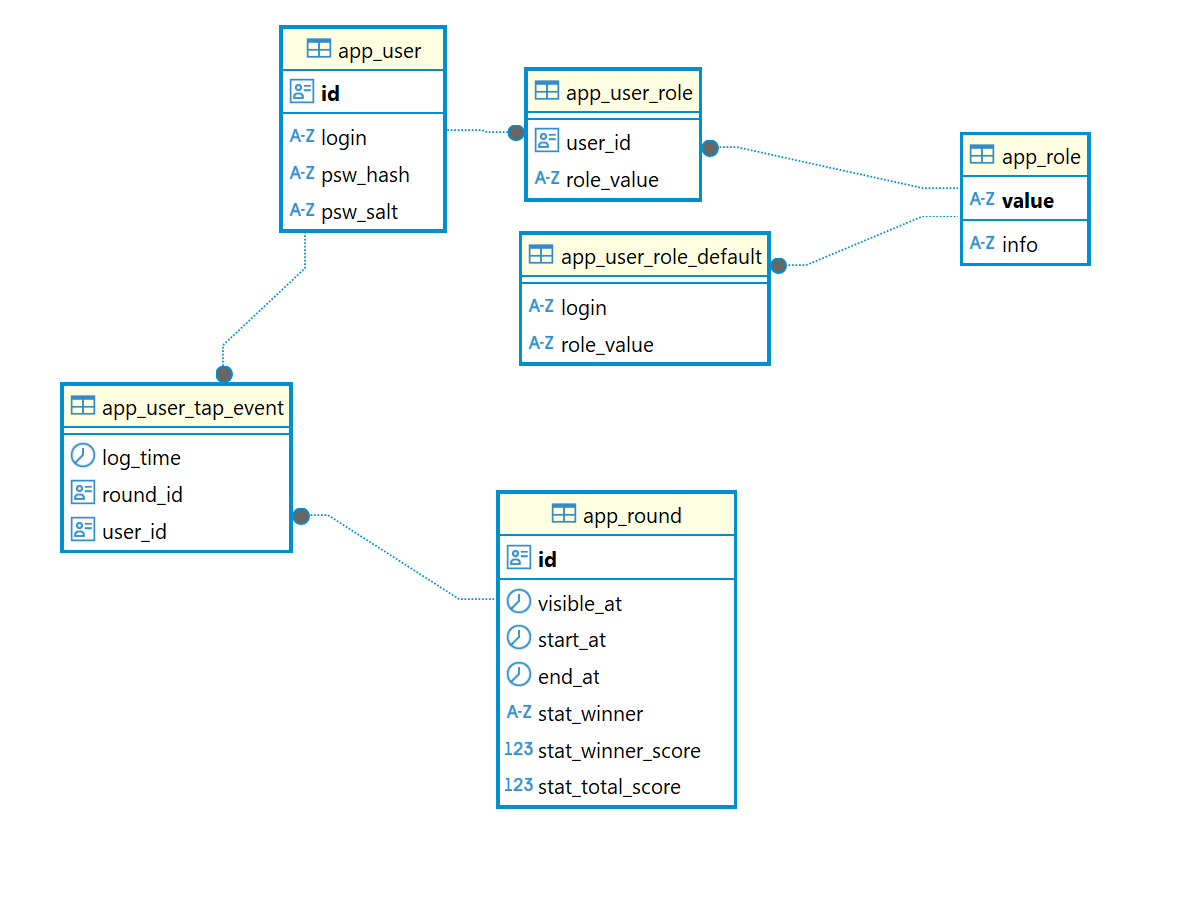 app_user
id
A-Z login
A-Z psw_hash
A-Z psw_salt
app_user_role
user_id
A-Z role_value
app_role
A-Z value
A-Z info
app_user_role_default
A-Z login
A-Z role_value
app_user_tap_event
log_time
round_id
user_id
app_round
id
visible_at
start_at
end_at
A-Z stat_winner
123 stat_winner_score
123 stat_total_score